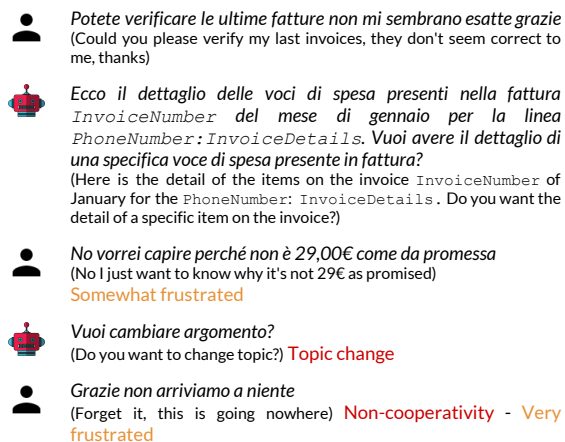 Potete verificare le ultime fatture non mi sembrano esatte grazie
(Could you please verify my last invoices, they don't seem correct to
me, thanks)
Ecco il dettaglio delle voci di spesa presenti nella fattura
InvoiceNumber del mese di gennaio per la linea
PhoneNumber:InvoiceDetails. Vuoi avere il dettaglio di
una specifica voce di spesa presente in fattura?
(Here is the detail of the items on the invoice InvoiceNumber of
January for the PhoneNumber: InvoiceDetails. Do you want the
detail of a specific item on the invoice?)
No vorrei capire perché non è 29,00€ come da promessa
(No I just want to know why it's not 29€ as promised)
Somewhat frustrated
Vuoi cambiare argomento?
(Do you want to change topic?) Topic change
Grazie non arriviamo a niente
(Forget it, this is going nowhere) Non-cooperativity - Very
frustrated